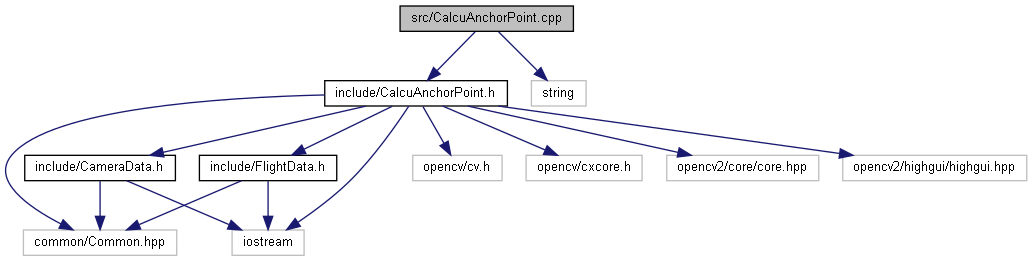 src/CalcuAnchorPoint.cpp
include/CalcuAnchorPoint.h
string
include/CameraData.h
include/FlightData.h
opencv/cv.h
opencv/cxcore.h
opencv2/core/core.hpp
opencv2/highgui/highgui.hpp
common/Common.hpp
iostream